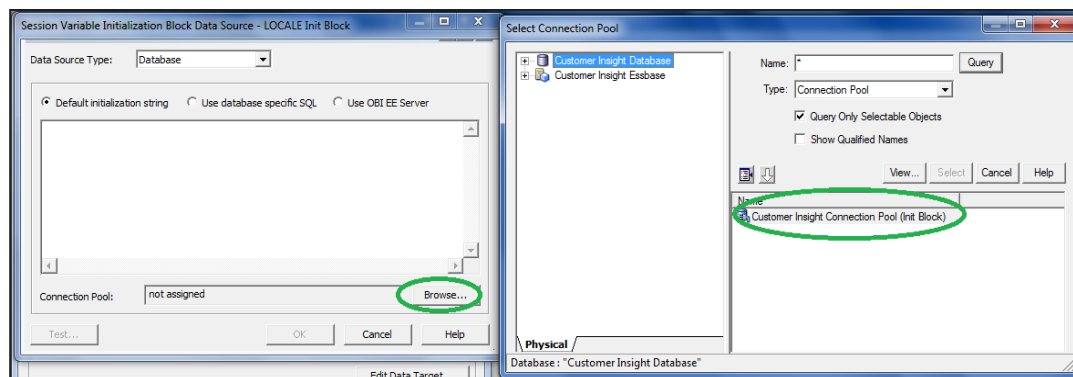 Session Variable Initialization Block Data Source - LOCALE Init Block
Data Source Type: Database
Default initialization string Use database specific SQL Use OBI EE Server
Connection Pool: not assigned Browse...
Test... OK Cancel Help
Edit Data Target
Select Connection Pool
Customer Insight Database
Customer Insight Essbase
Physical
Name: * Query
Type: Connection Pool
Query Only Selectable Objects
Show Qualified Names
View... Select Cancel Help
Name
Customer Insight Connection Pool (Init Block)
Database : "Customer Insight Database"